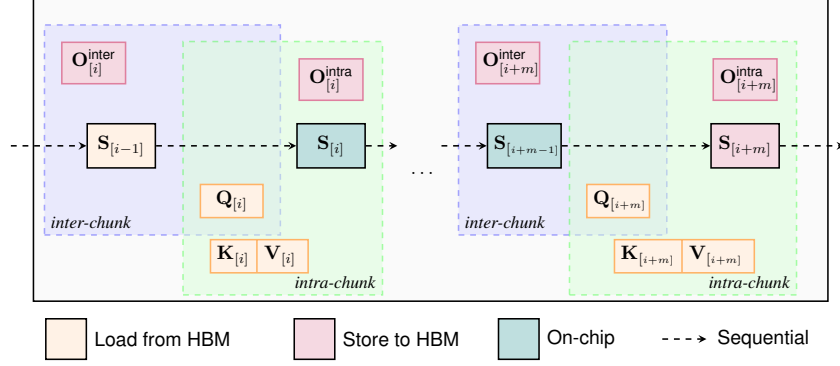 O^inter_[i]
O^intra_[i]
O^inter_[i+m]
O^intra_[i+m]
S_[i−1]
S_[i]
...
S_[i+m−1]
S_[i+m]
Q_[i]
Q_[i+m]
inter-chunk
inter-chunk
K_[i] V_[i]
K_[i+m] V_[i+m]
intra-chunk
intra-chunk
Load from HBM
Store to HBM
On-chip
Sequential